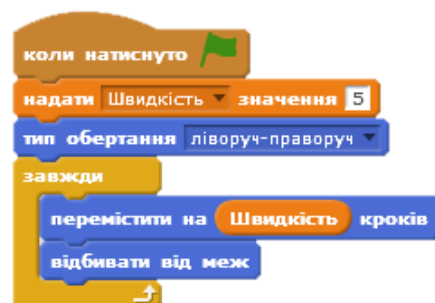 коли натиснуто
надати Швидкість значення 5
тип обертання ліворуч-праворуч
завжди
перемістити на Швидкість кроків
відбивати від меж